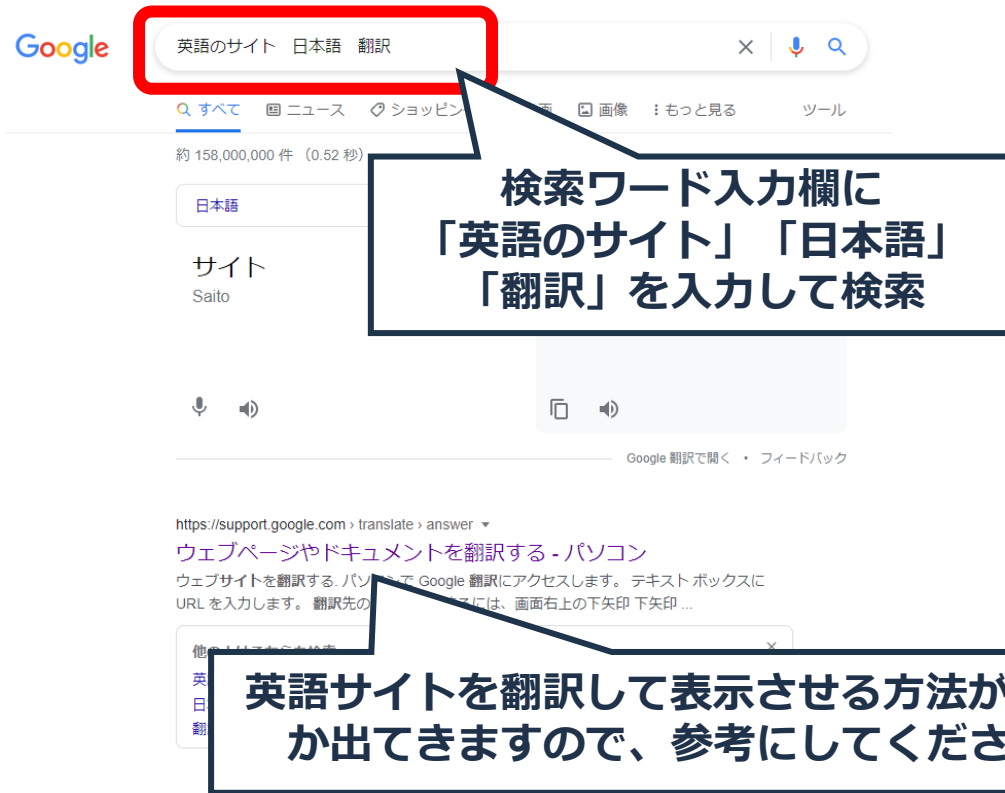 Google
英語のサイト 日本語 翻訳
すべて ニュース ショッピン 画 画像 もっと見る ツール
約 158,000,000 件 （0.52 秒）
日本語
検索ワード入力欄に
「英語のサイト」「日本語」
「翻訳」を入力して検索
サイト
Saito
Google 翻訳で開く ・ フィードバック
https://support.google.com › translate › answer
ウェブページやドキュメントを翻訳する - パソコン
ウェブサイトを翻訳する. パソコンで Google 翻訳にアクセスします。 テキスト ボックスに
URL を入力します。 翻訳先の るには、画面右上の下矢印 下矢印 ...
他
英
日
翻
英語サイトを翻訳して表示させる方法が
か出てきますので、参考にしてくださ